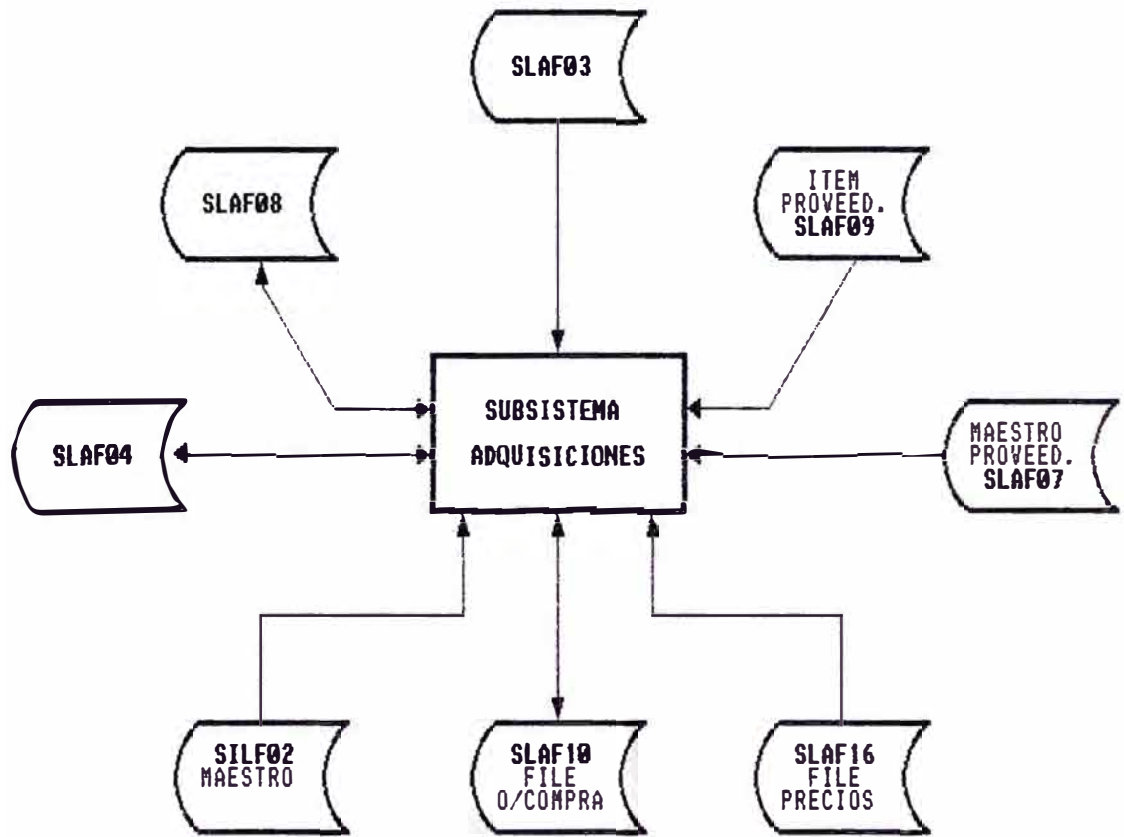 SLAF03
SLAF08
ITEM
PROVEED.
SLAF09
SUBSISTEMA
ADQUISICIONES
SLAF04
MAESTRO
PROVEED.
SLAF07
SILF02
MAESTRO
SLAF10
FILE
O/COMPRA
SLAF16
FILE
PRECIOS